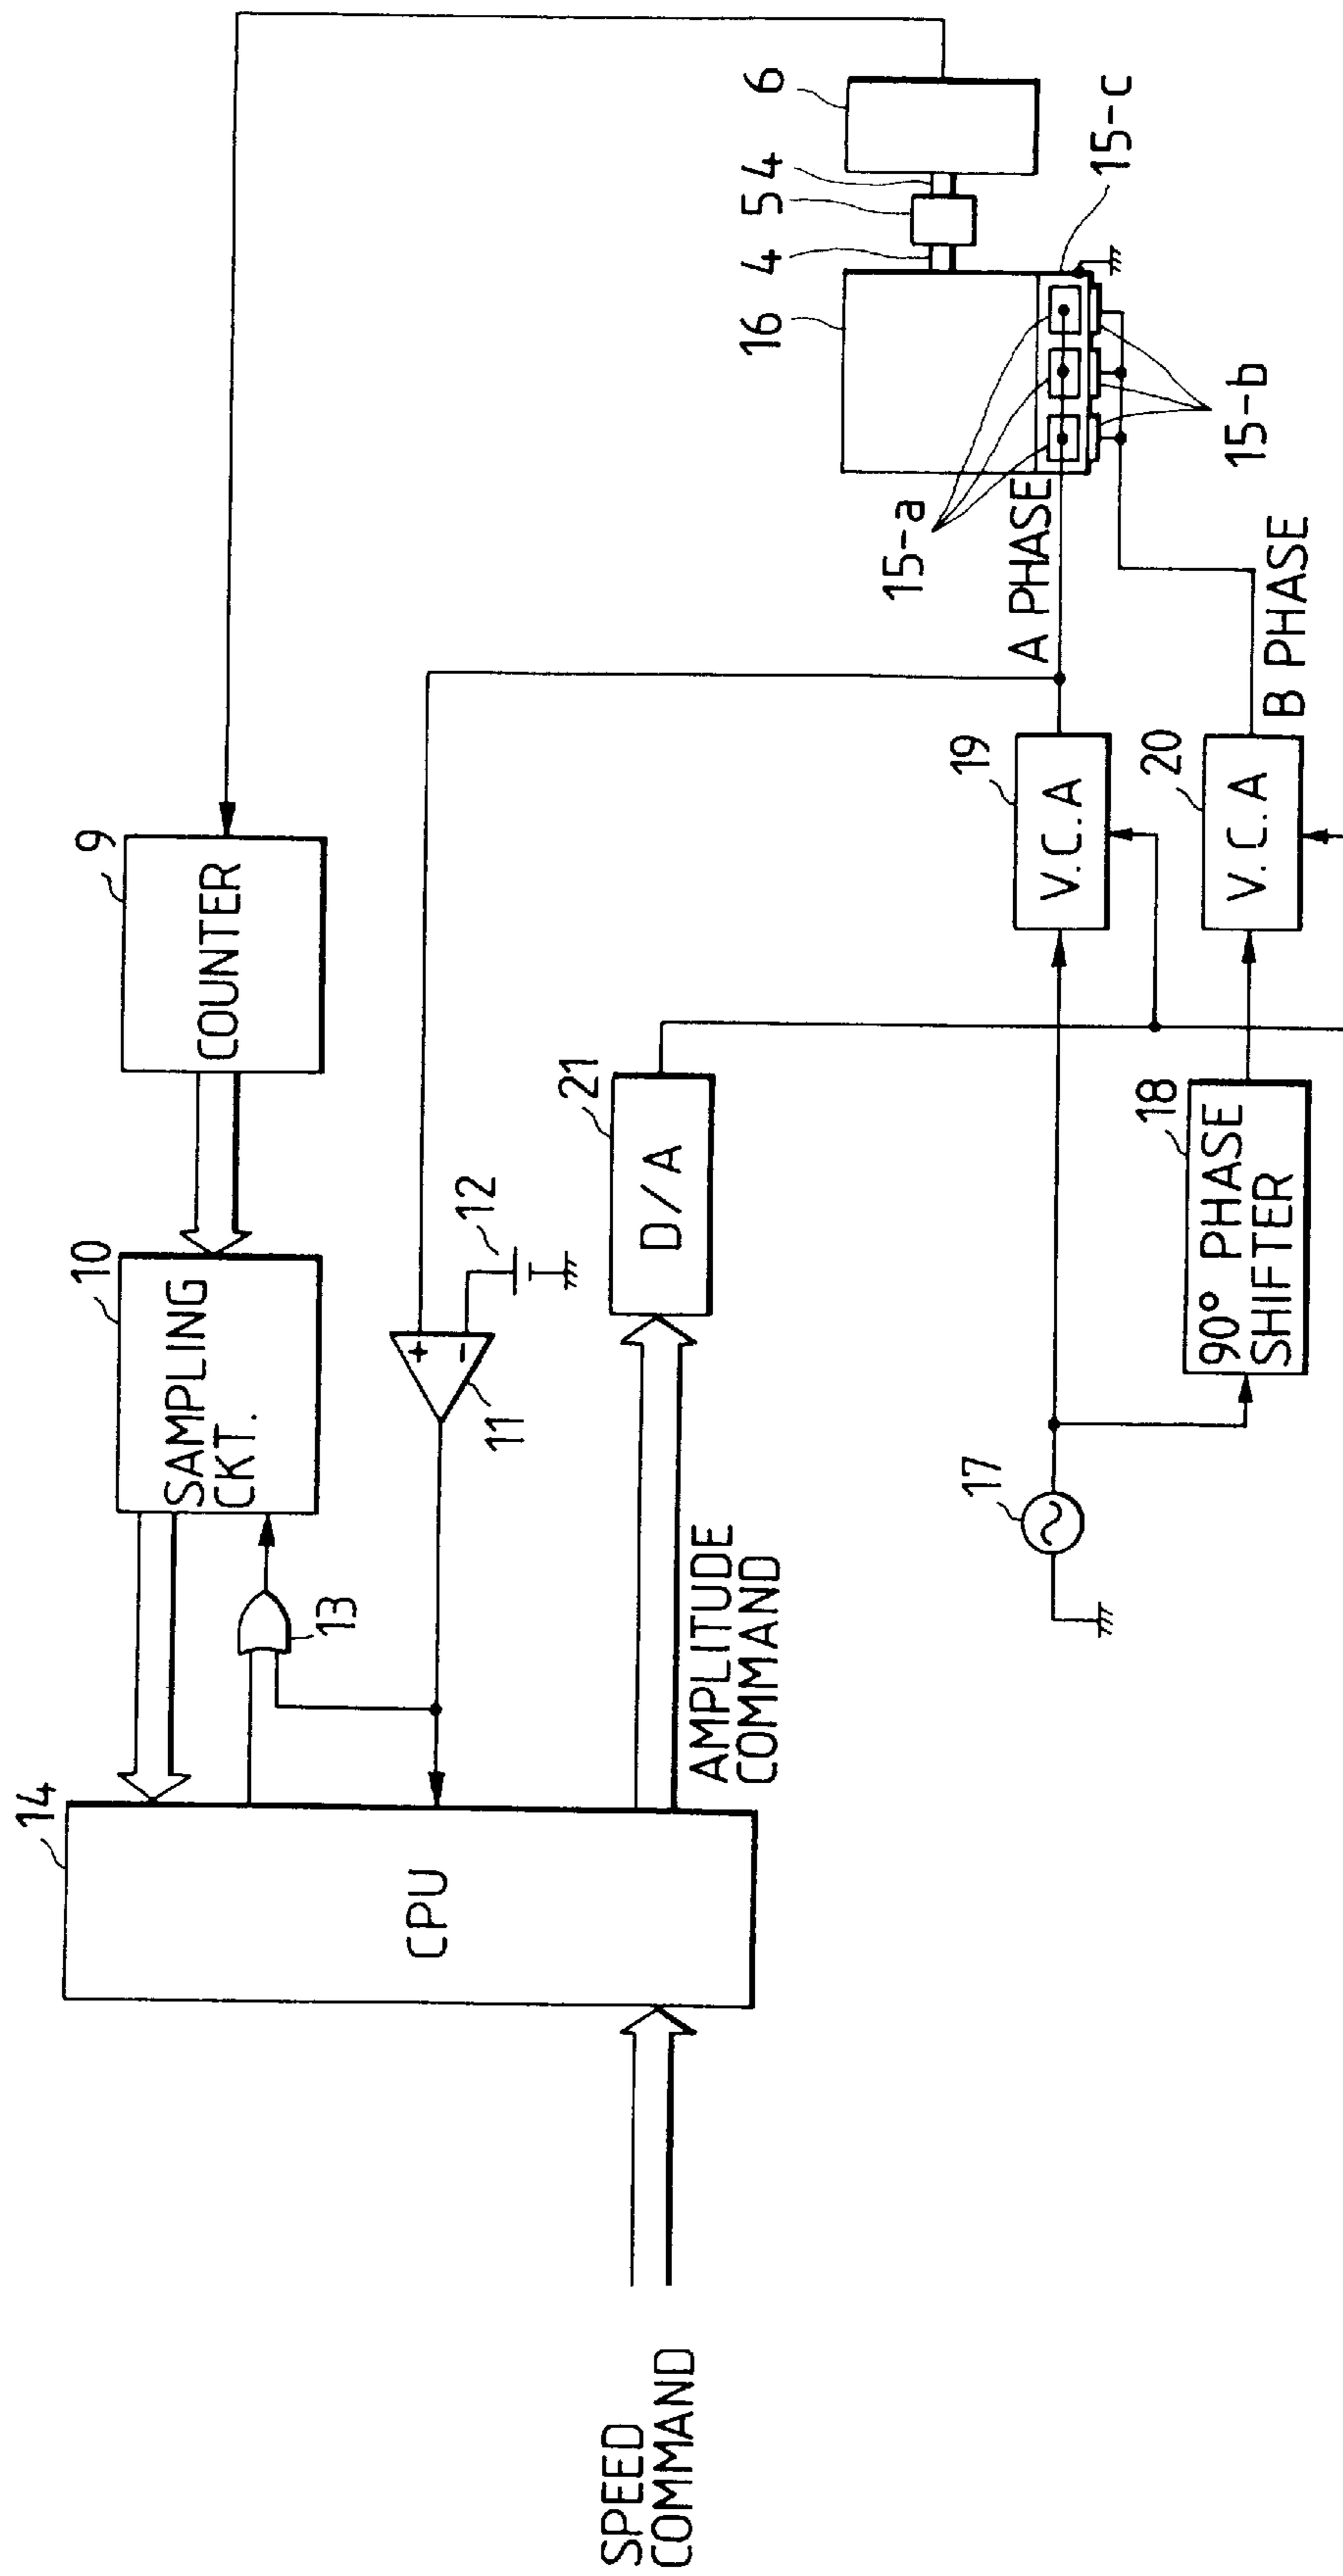 14
CPU
SPEED
COMMAND
10
SAMPLING
CKT.
13
9
COUNTER
+
-
11
12
AMPLITUDE
COMMAND
21
D/A
17
18
90° PHASE
SHIFTER
19
V.C.A
20
V.C.A
A PHASE
B PHASE
15-a
15-b
15-c
16
4
5
4
6